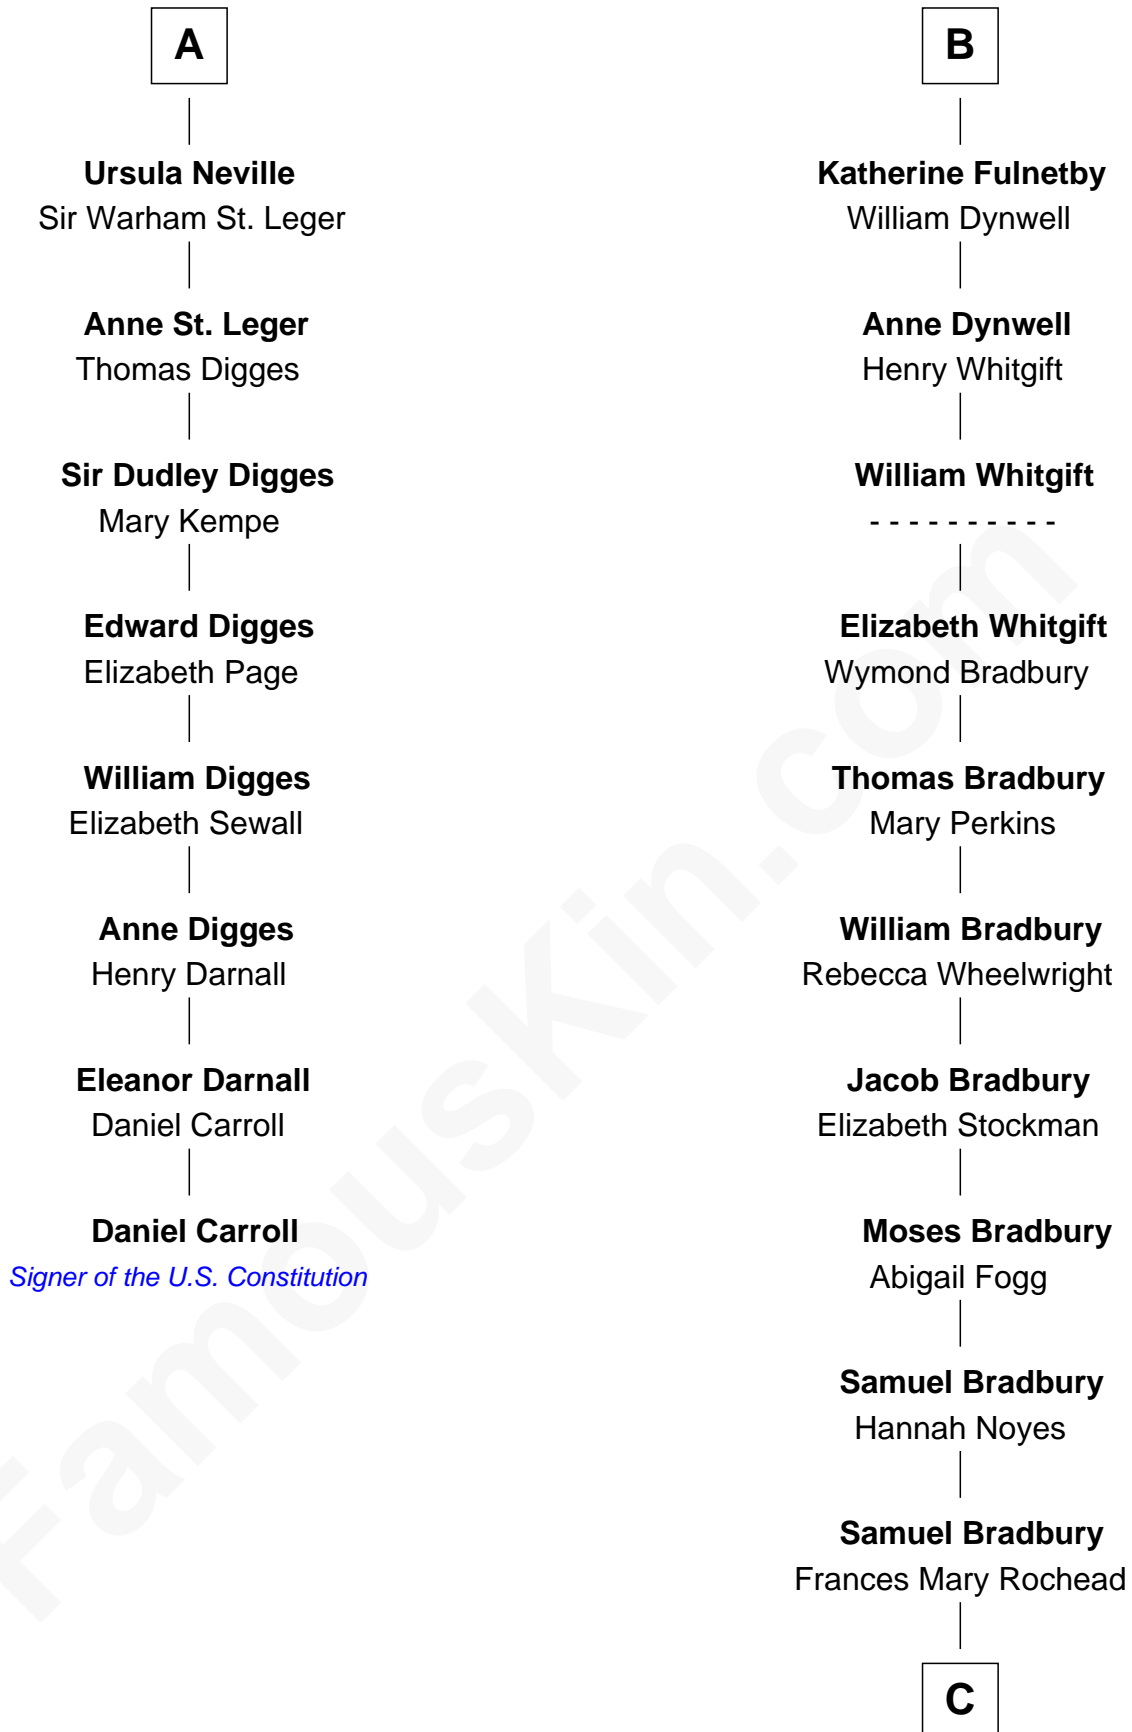 A
Ursula Neville
Sir Warham St. Leger
Anne St. Leger
Thomas Digges
Sir Dudley Digges
Mary Kempe
Edward Digges
Elizabeth Page
William Digges
Elizabeth Sewall
Anne Digges
Henry Darnall
Eleanor Darnall
Daniel Carroll
Daniel Carroll
Signer of the U.S. Constitution
B
Katherine Fulnetby
William Dynwell
Anne Dynwell
Henry Whitgift
William Whitgift
- - - - - - - - - -
Elizabeth Whitgift
Wymond Bradbury
Thomas Bradbury
Mary Perkins
William Bradbury
Rebecca Wheelwright
Jacob Bradbury
Elizabeth Stockman
Moses Bradbury
Abigail Fogg
Samuel Bradbury
Hannah Noyes
Samuel Bradbury
Frances Mary Rochead
C
FamousKin.com